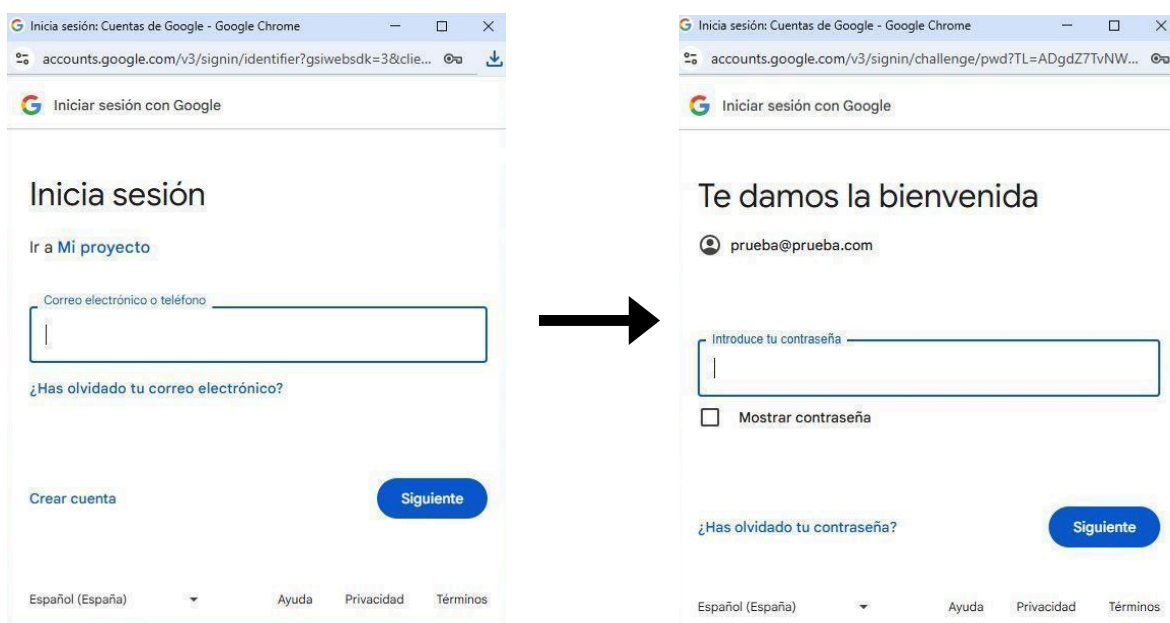 Inicia sesión: Cuentas de Google - Google Chrome
accounts.google.com/v3/signin/identifier?gsiwebsdk=3&clie...
Iniciar sesión con Google
Inicia sesión
Ir a Mi proyecto
Correo electrónico o teléfono
¿Has olvidado tu correo electrónico?
Crear cuenta
Siguiente
Español (España)
Ayuda
Privacidad
Términos
Inicia sesión: Cuentas de Google - Google Chrome
accounts.google.com/v3/signin/challenge/pwd?TL=ADgdZ7TvNW...
Iniciar sesión con Google
Te damos la bienvenida
prueba@prueba.com
Introduce tu contraseña
Mostrar contraseña
¿Has olvidado tu contraseña?
Siguiente
Español (España)
Ayuda
Privacidad
Términos